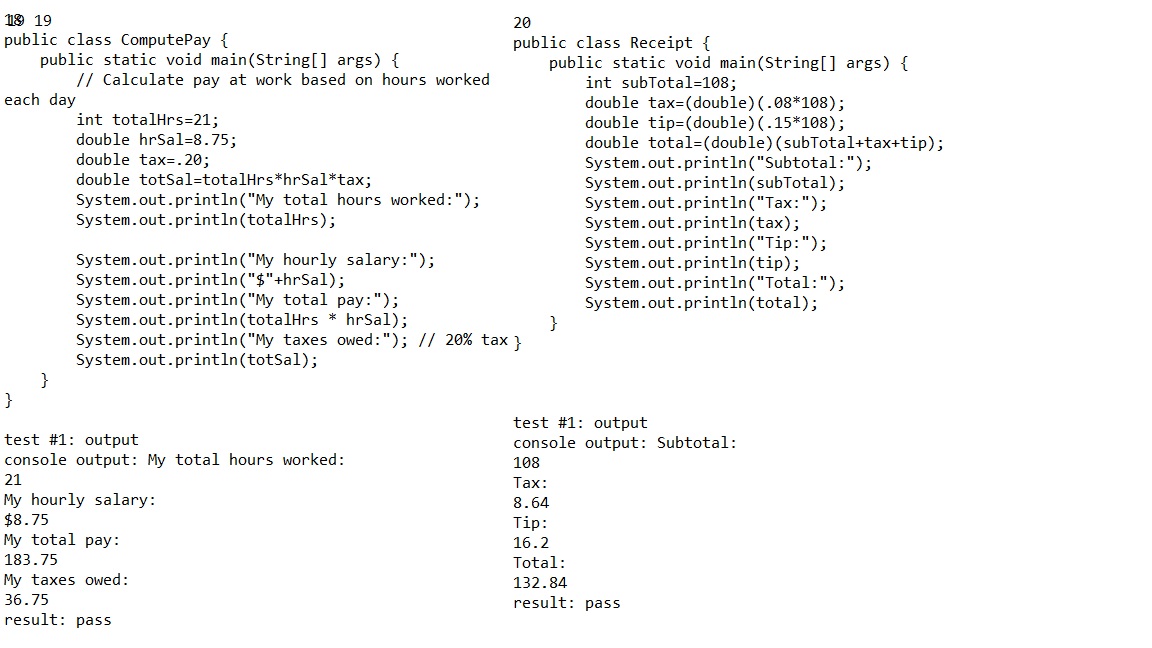 19 19
public class ComputePay {
    public static void main(String[] args) {
        // Calculate pay at work based on hours worked
each day
        int totalHrs=21;
        double hrSal=8.75;
        double tax=.20;
        double totSal=totalHrs*hrSal*tax;
        System.out.println("My total hours worked:");
        System.out.println(totalHrs);

        System.out.println("My hourly salary:");
        System.out.println("$"+hrSal);
        System.out.println("My total pay:");
        System.out.println(totalHrs * hrSal);
        System.out.println("My taxes owed:"); // 20% tax
        System.out.println(totSal);
    }
}

test #1: output
console output: My total hours worked:
21
My hourly salary:
$8.75
My total pay:
183.75
My taxes owed:
36.75
result: pass

20
public class Receipt {
    public static void main(String[] args) {
        int subTotal=108;
        double tax=(double)(.08*108);
        double tip=(double)(.15*108);
        double total=(double)(subTotal+tax+tip);
        System.out.println("Subtotal:");
        System.out.println(subTotal);
        System.out.println("Tax:");
        System.out.println(tax);
        System.out.println("Tip:");
        System.out.println(tip);
        System.out.println("Total:");
        System.out.println(total);
    }
}

test #1: output
console output: Subtotal:
108
Tax:
8.64
Tip:
16.2
Total:
132.84
result: pass